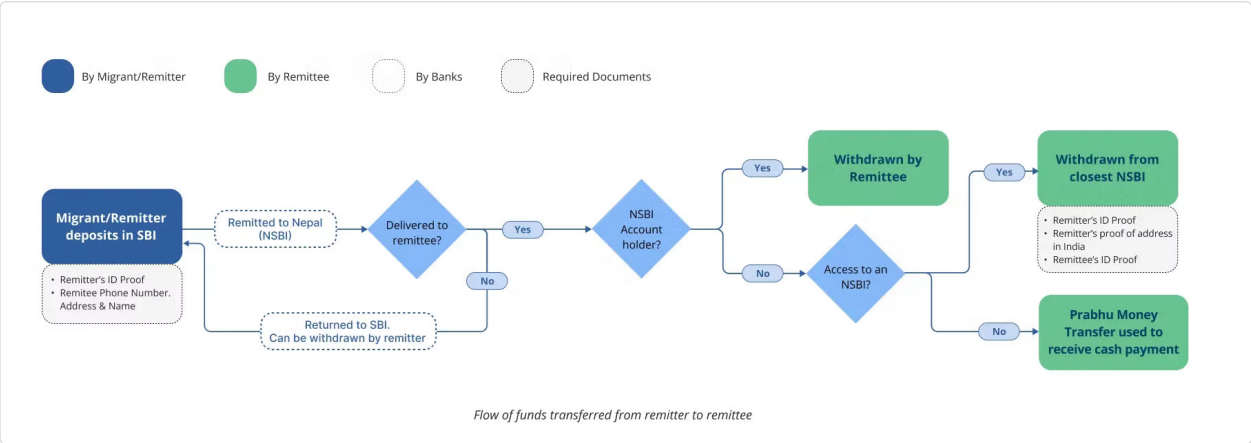 By Migrant/Remitter
By Remittee
By Banks
Required Documents
Migrant/Remitter
deposits in SBI
• Remitter's ID Proof
• Remitee Phone Number.
Address & Name
Remitted to Nepal
(NSBI)
Delivered to
remittee?
Yes
No
Returned to SBI.
Can be withdrawn by remitter
NSBI
Account
holder?
Yes
Withdrawn by
Remittee
No
Access to an
NSBI?
Yes
Withdrawn from
closest NSBI
• Remitter's ID Proof
• Remitter's proof of address
in India
• Remittee's ID Proof
No
Prabhu Money
Transfer used to
receive cash payment
Flow of funds transferred from remitter to remittee